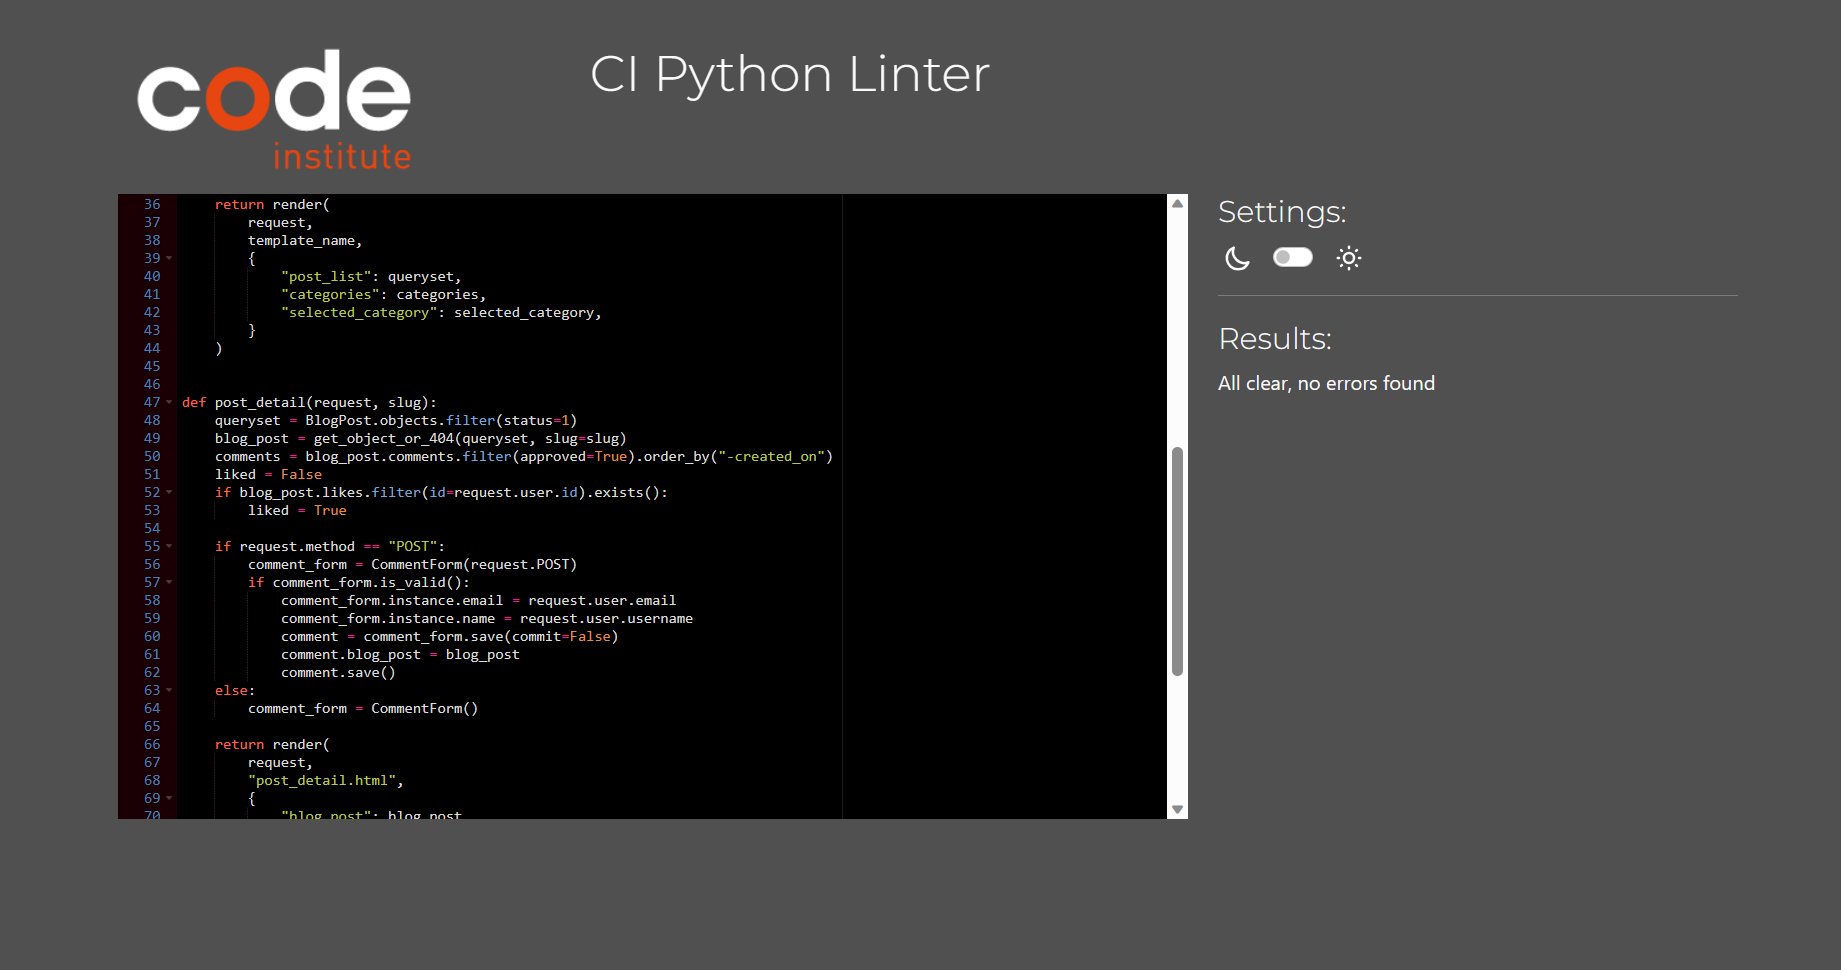 code
institute
CI Python Linter
36 return render(
37 request,
38 template_name,
39 {
40 "post_list": queryset,
41 "categories": categories,
42 "selected_category": selected_category,
43 }
44 )
45
46
47 def post_detail(request, slug):
48 queryset = BlogPost.objects.filter(status=1)
49 blog_post = get_object_or_404(queryset, slug=slug)
50 comments = blog_post.comments.filter(approved=True).order_by("-created_on")
51 liked = False
52 if blog_post.likes.filter(id=request.user.id).exists():
53 liked = True
54
55 if request.method == "POST":
56 comment_form = CommentForm(request.POST)
57 if comment_form.is_valid():
58 comment_form.instance.email = request.user.email
59 comment_form.instance.name = request.user.username
60 comment = comment_form.save(commit=False)
61 comment.blog_post = blog_post
62 comment.save()
63 else:
64 comment_form = CommentForm()
65
66 return render(
67 request,
68 "post_detail.html",
69 {
70 "blog_post": blog_post
Settings:
Results:
All clear, no errors found